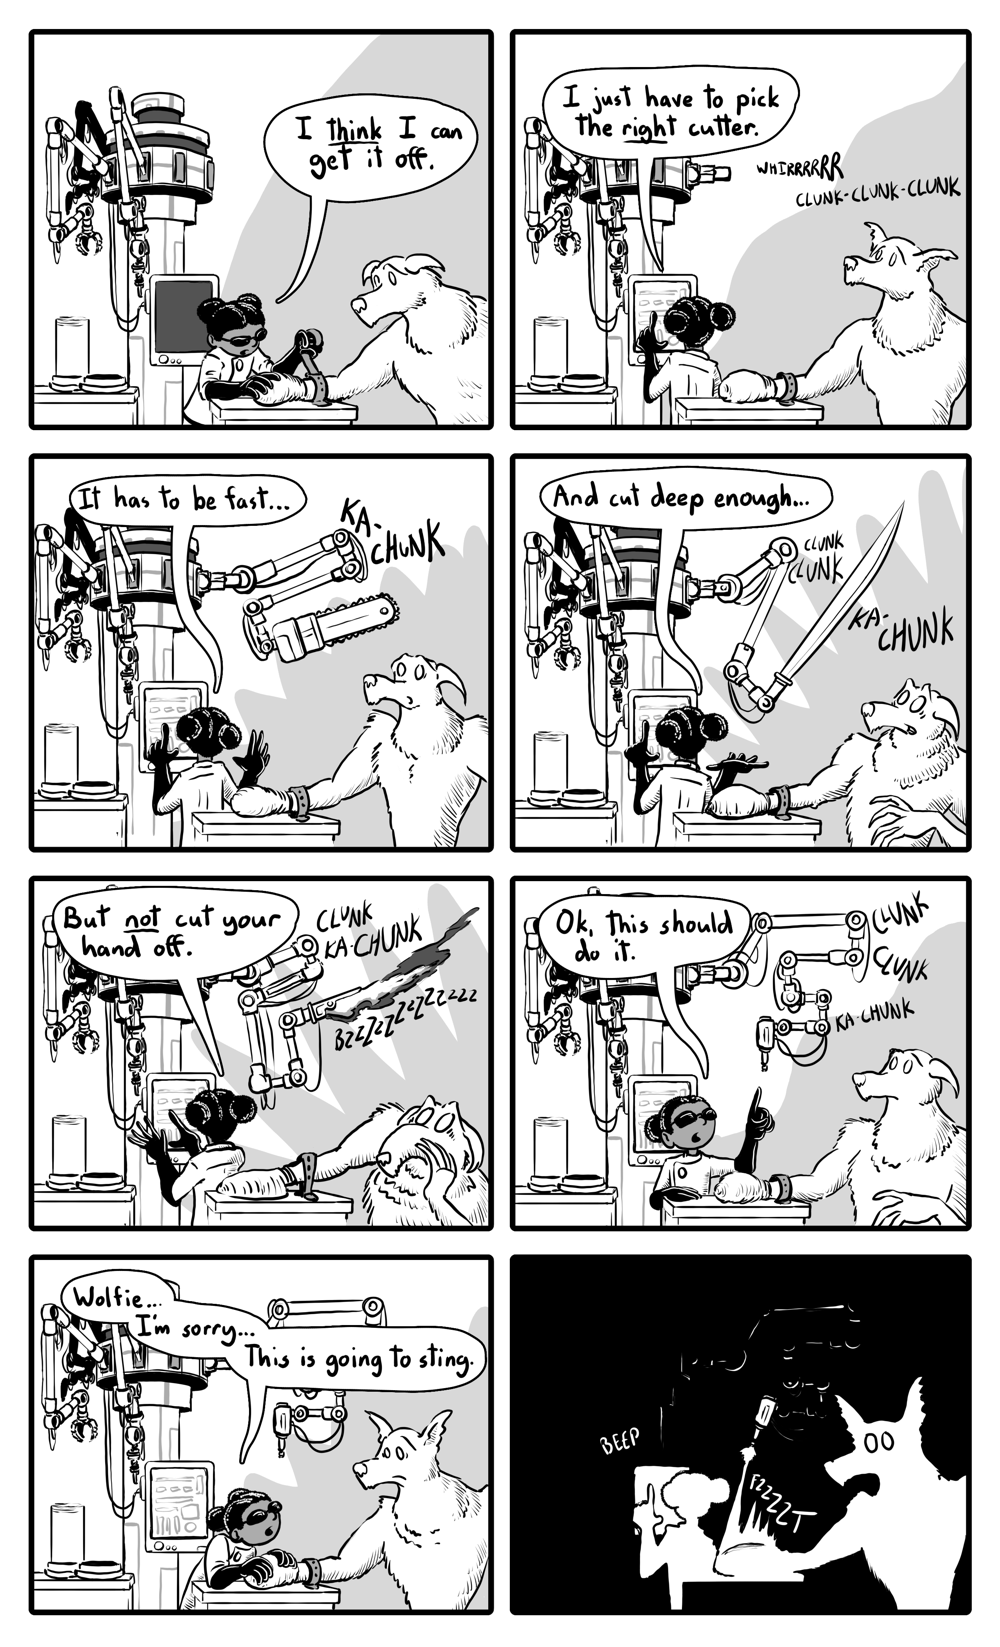 I think I can
get it off.
I just have to pick
the right cutter.
WHIRRRRRR
CLUNK-CLUNK-CLUNK
It has to be fast...
KA-
CHUNK
And cut deep enough...
CLUNK
CLUNK
KA-
CHUNK
But not cut your
hand off.
CLUNK
KA-CHUNK
BZZZZZZZZZZZ
Ok, this should
do it.
CLUNK
CLUNK
KA-CHUNK
Wolfie...
I'm sorry...
This is going to sting.
BEEP
FZZZZT